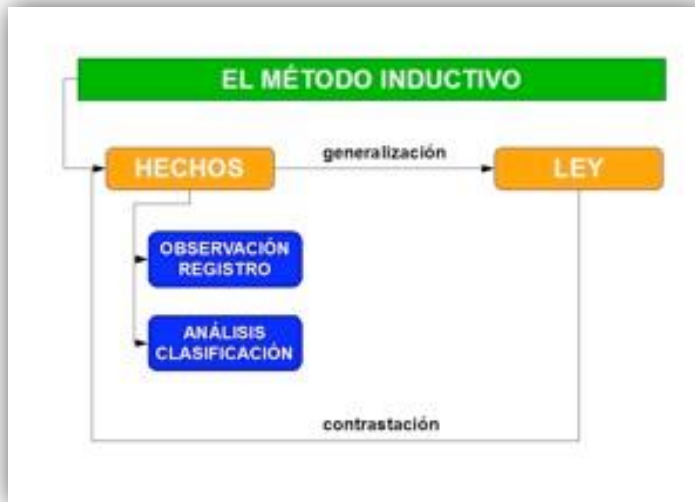 EL MÉTODO INDUCTIVO
HECHOS
generalización
LEY
OBSERVACIÓN
REGISTRO
ANÁLISIS
CLASIFICACIÓN
contrastación